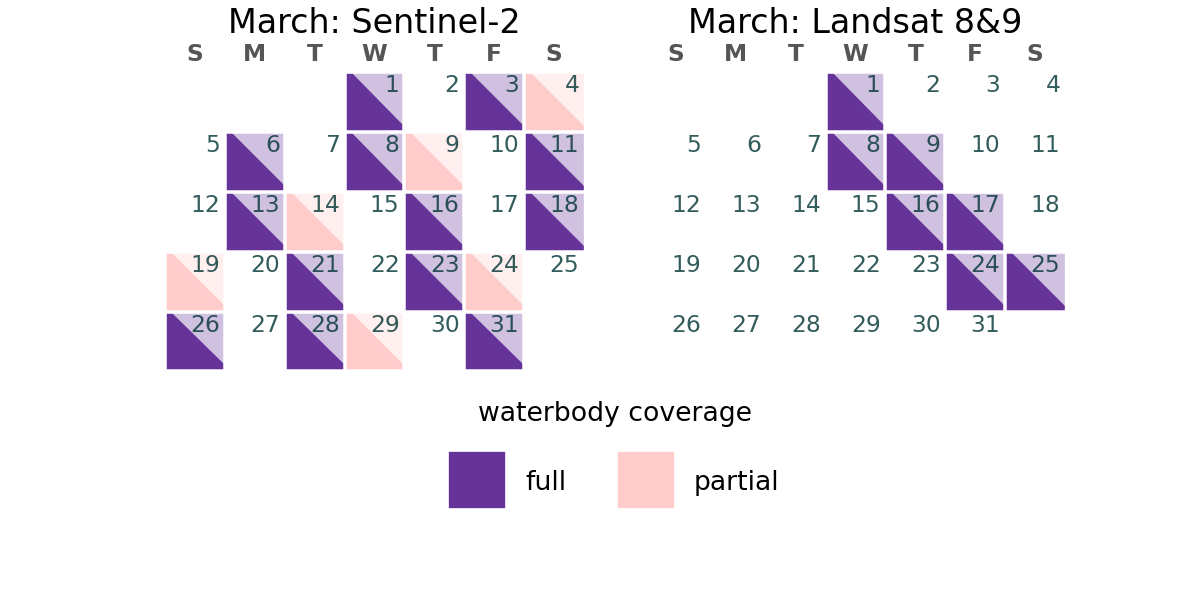 March: Sentinel-2
S M T W T F S
1 2 3 4
5 6 7 8 9 10 11
12 13 14 15 16 17 18
19 20 21 22 23 24 25
26 27 28 29 30 31
March: Landsat 8&9
S M T W T F S
1 2 3 4
5 6 7 8 9 10 11
12 13 14 15 16 17 18
19 20 21 22 23 24 25
26 27 28 29 30 31
waterbody coverage
full partial